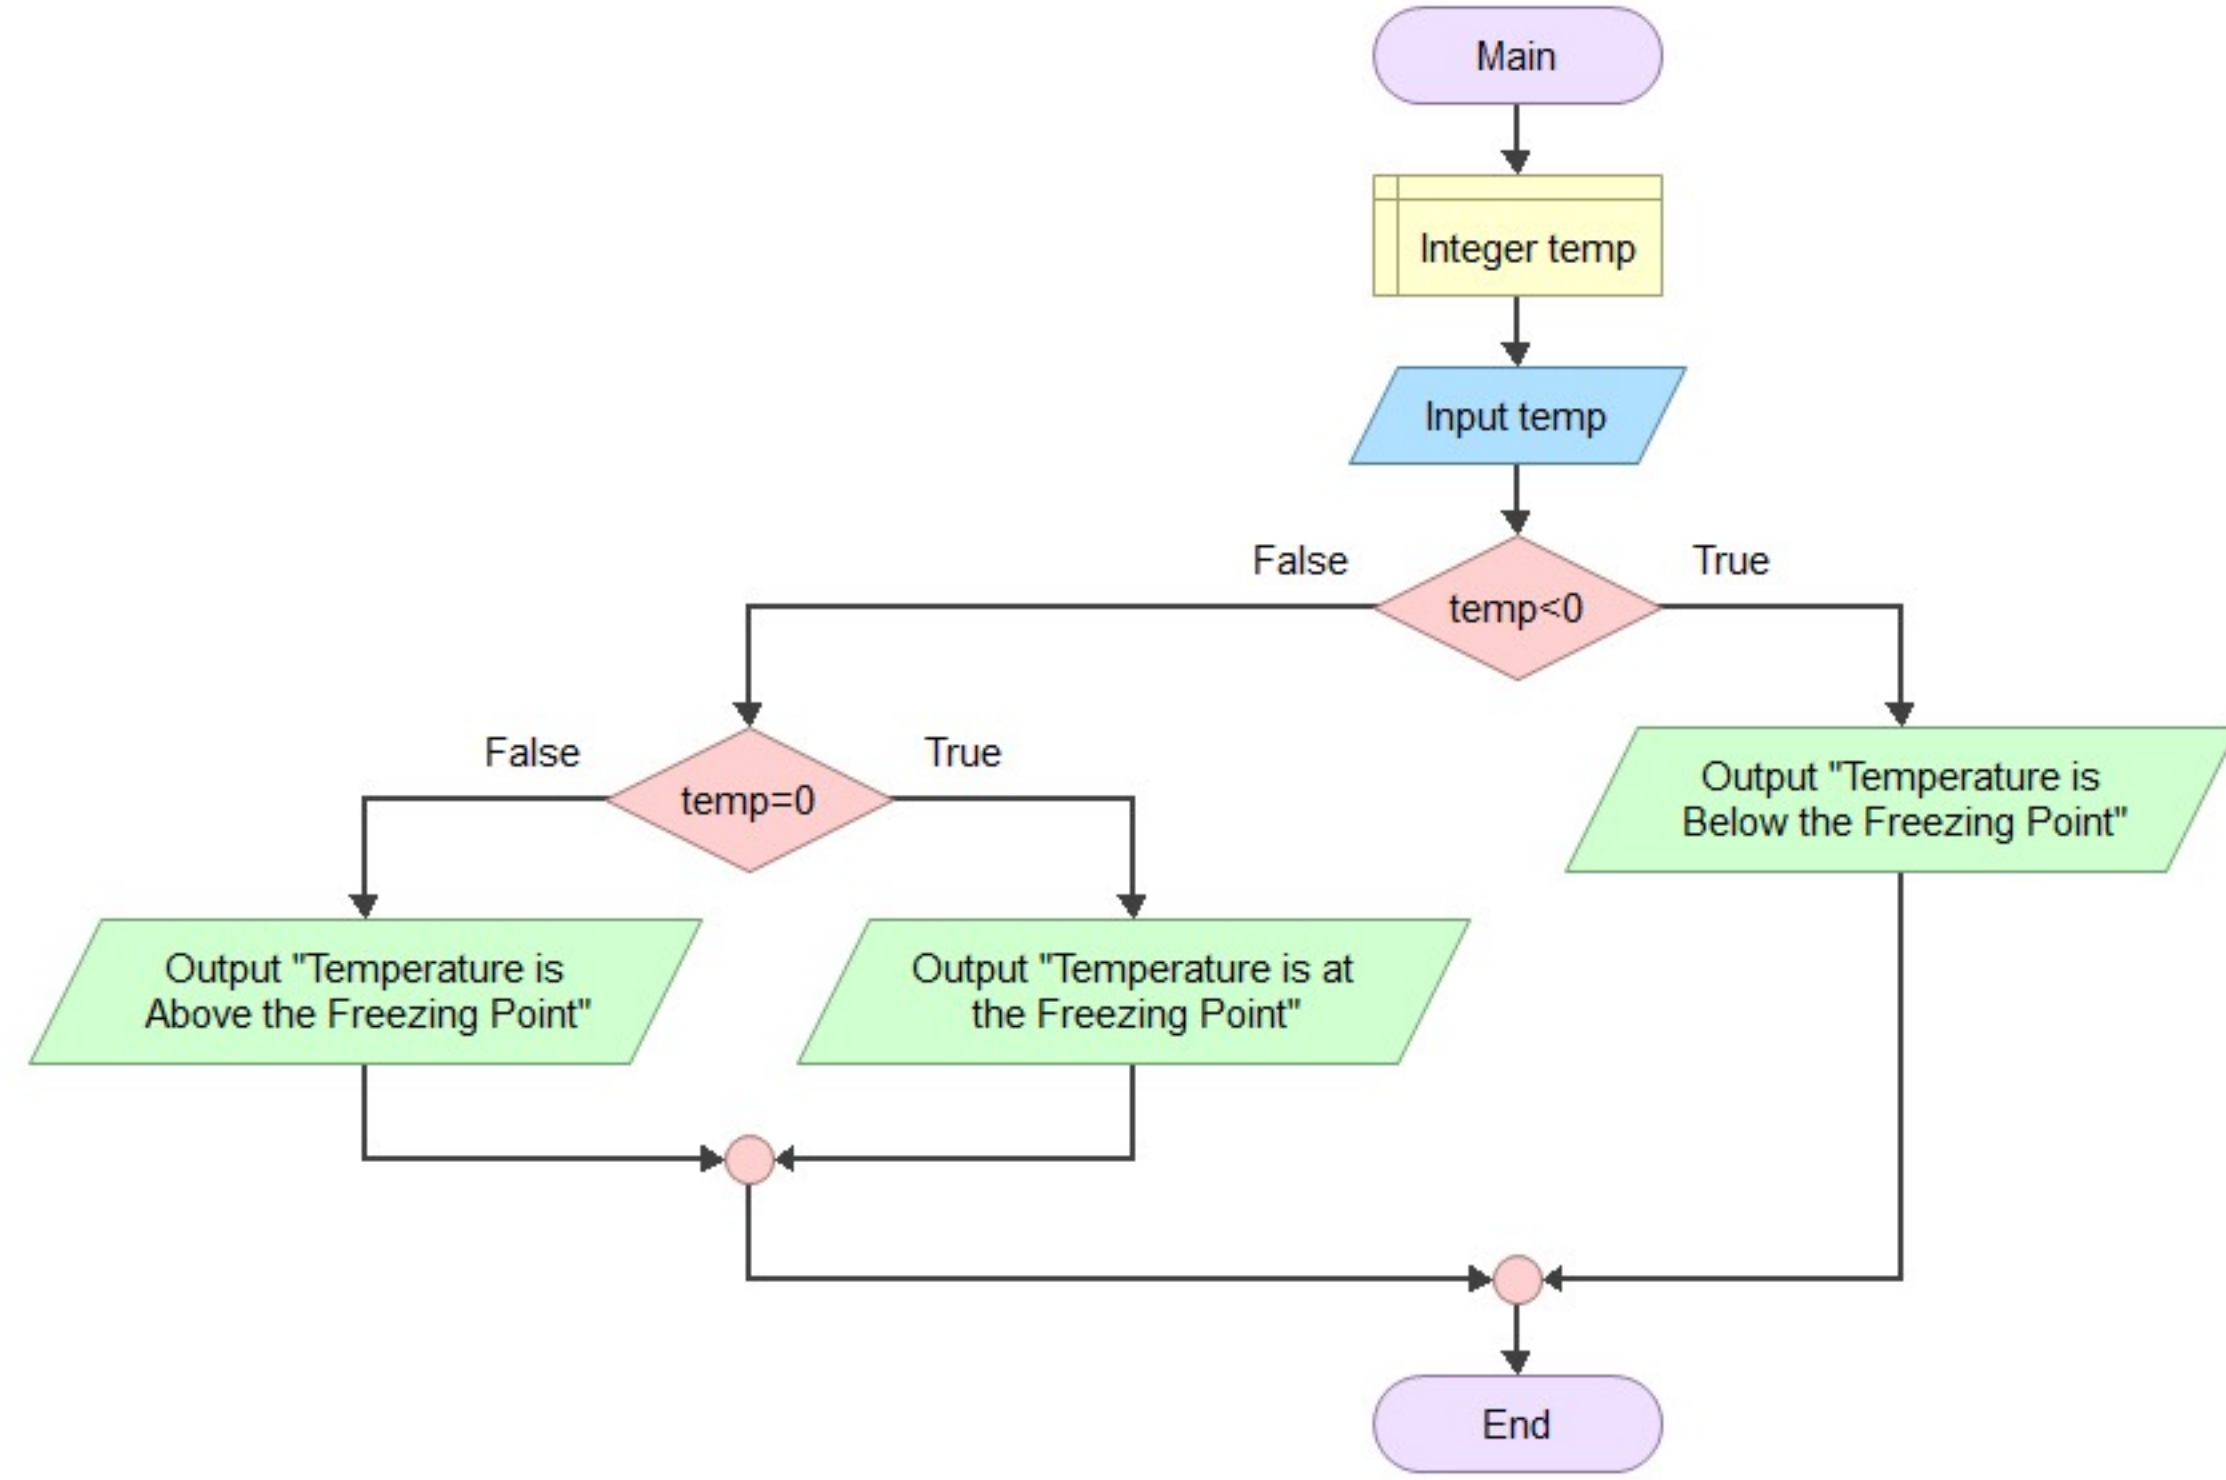 Main
Integer temp
Input temp
False
True
temp<0
False
True
temp=0
Output "Temperature is
Below the Freezing Point"
Output "Temperature is
Above the Freezing Point"
Output "Temperature is at
the Freezing Point"
End